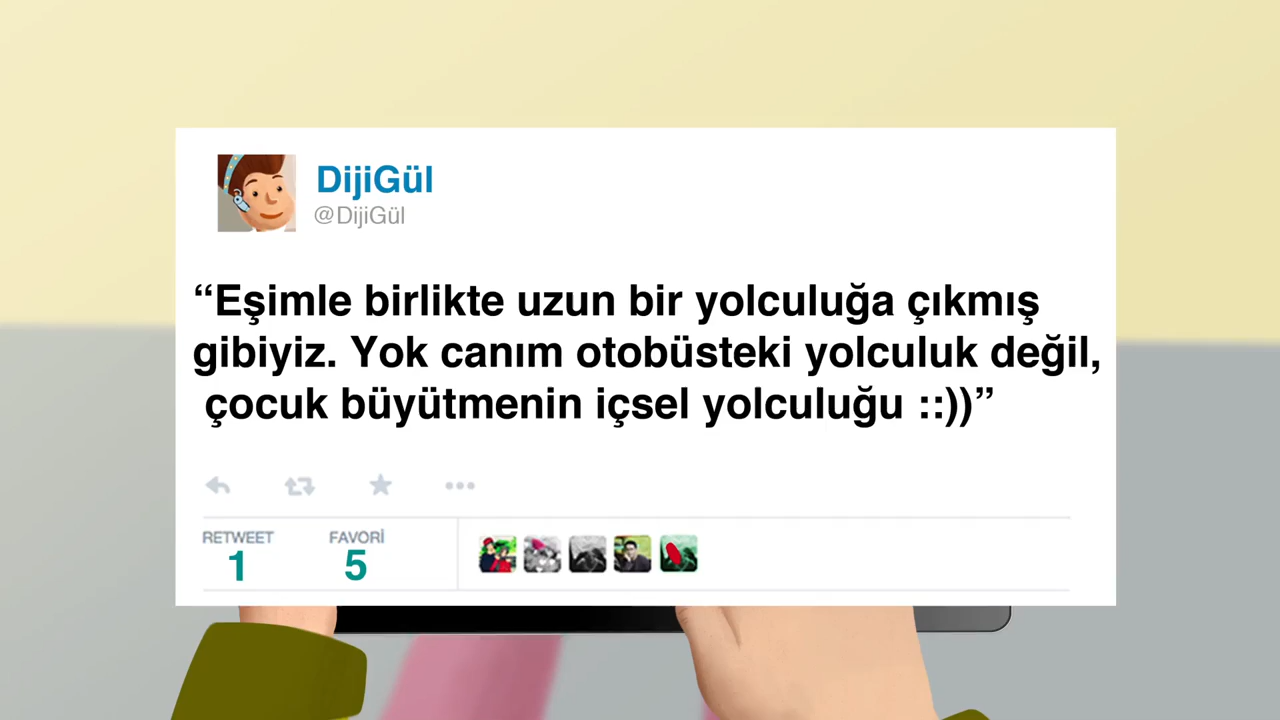 DijiGül
@DijiGül
“Eşimle birlikte uzun bir yolculuğa çıkmış
gibiyiz. Yok canım otobüsteki yolculuk değil,
çocuk büyütmenin içsel yolculuğu ::))”
RETWEET FAVORİ
1 5